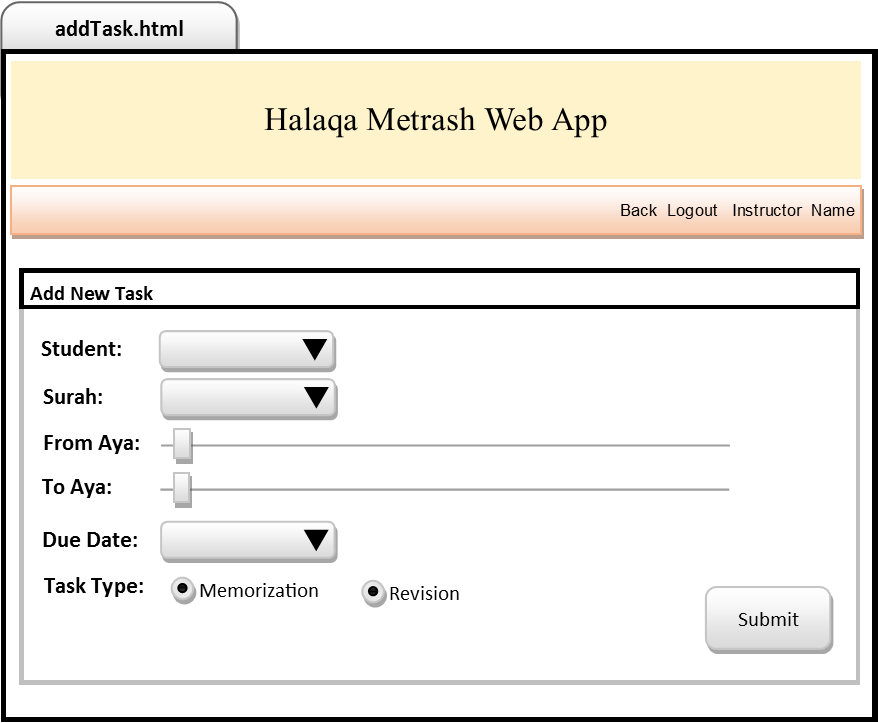 addTask.html
Halaqa Metrash Web App
Back Logout Instructor Name
Add New Task
Student:
Surah:
From Aya:
To Aya:
Due Date:
Task Type: Memorization Revision
Submit